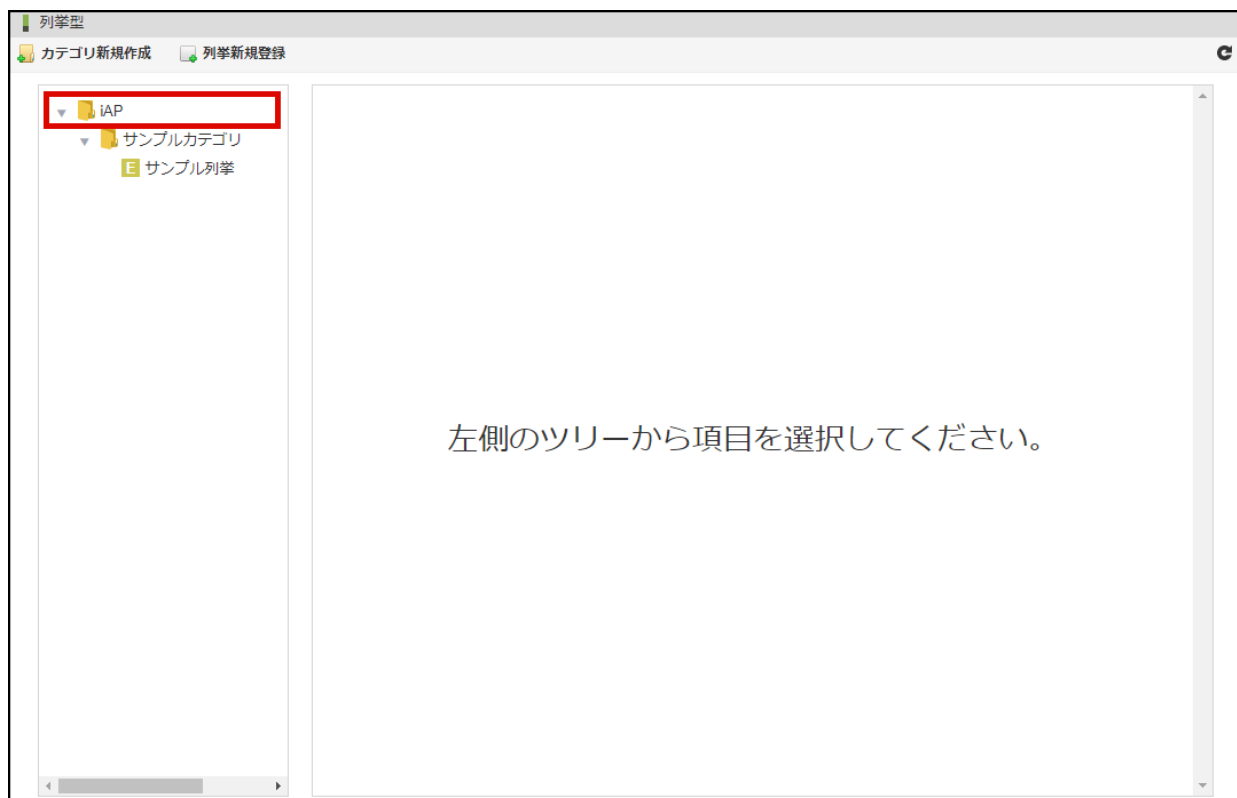 列挙型
カテゴリ新規作成 列挙新規登録
iAP
サンプルカテゴリ
E サンプル列挙
左側のツリーから項目を選択してください。